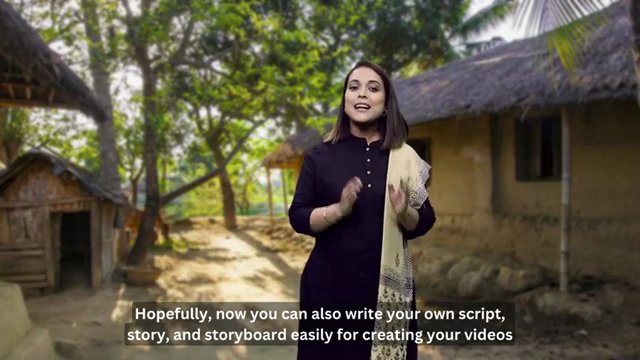 Hopefully, now you can also write your own script,
story, and storyboard easily for creating your videos